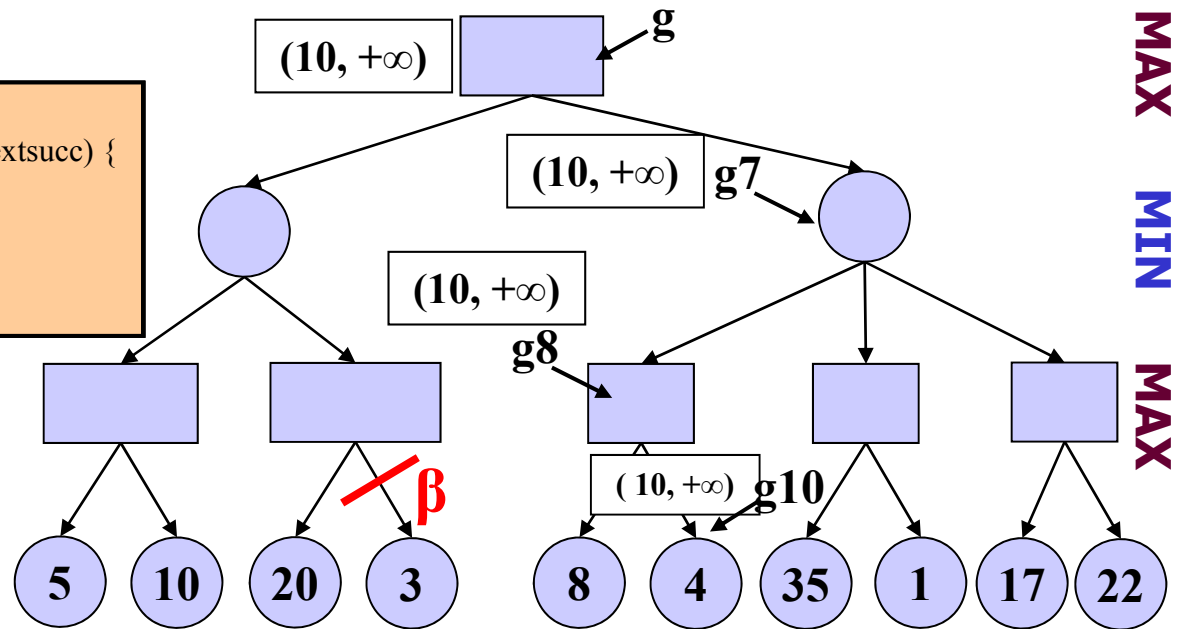 g
(10, +∞)
MAX
extsucc) {
(10, +∞)
g7
MIN
(10, +∞)
g8
MAX
β
( 10, +∞)
g10
5 10 20 3 8 4 35 1 17 22